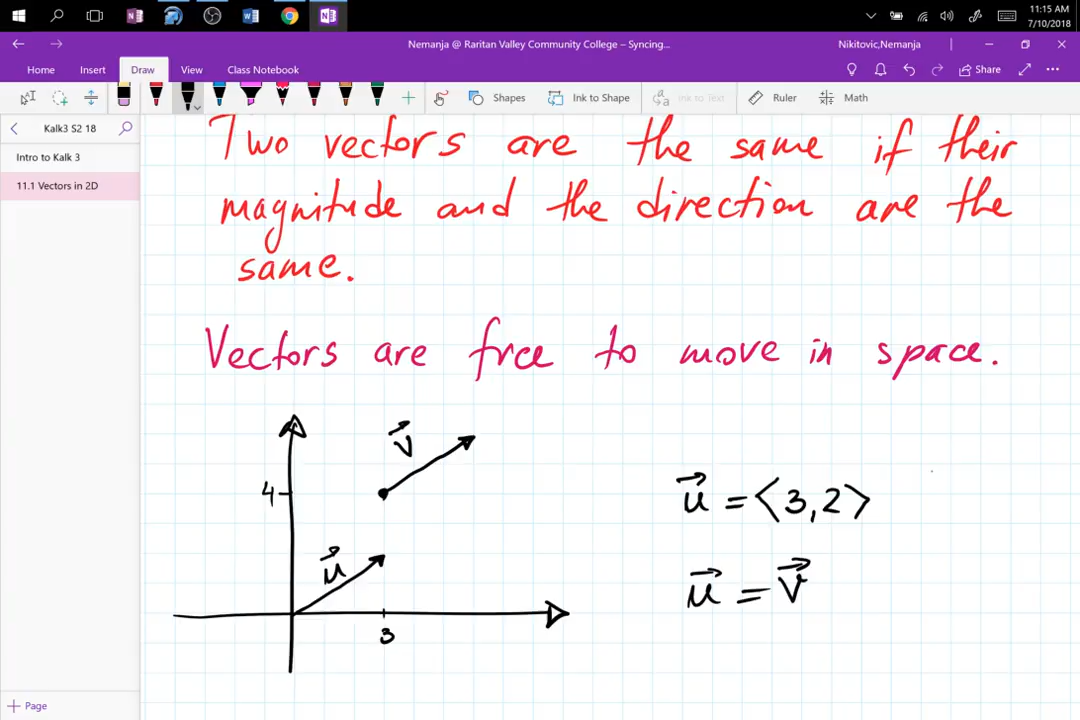 11:15 AM
7/10/2018
Nemanja @ Raritan Valley Community College – Syncing...
Nikitovic,Nemanja
Home Insert Draw View Class Notebook Share
Shapes Ink to Shape Ink to Text Ruler Math
Kalk3 S2 18
Intro to Kalk 3
11.1 Vectors in 2D
Two vectors are the same if their
magnitude and the direction are the
same.
Vectors are free to move in space.
v⃗
4
u⃗ = ⟨3,2⟩
u⃗
u⃗ = v⃗
3
Page